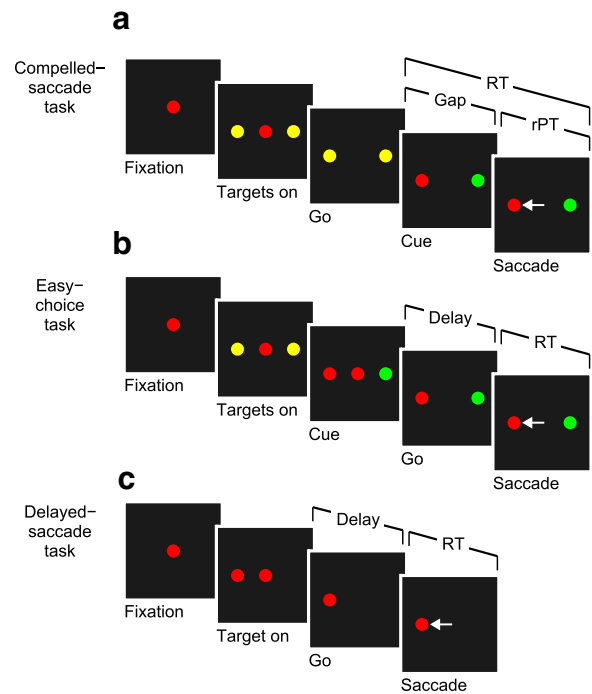 a
Compelled−
saccade
task
RT
Gap
rPT
Fixation
Targets on
Go
Cue
Saccade
b
Easy−
choice
task
Delay
RT
Fixation
Targets on
Cue
Go
Saccade
c
Delayed−
saccade
task
Delay
RT
Fixation
Target on
Go
Saccade